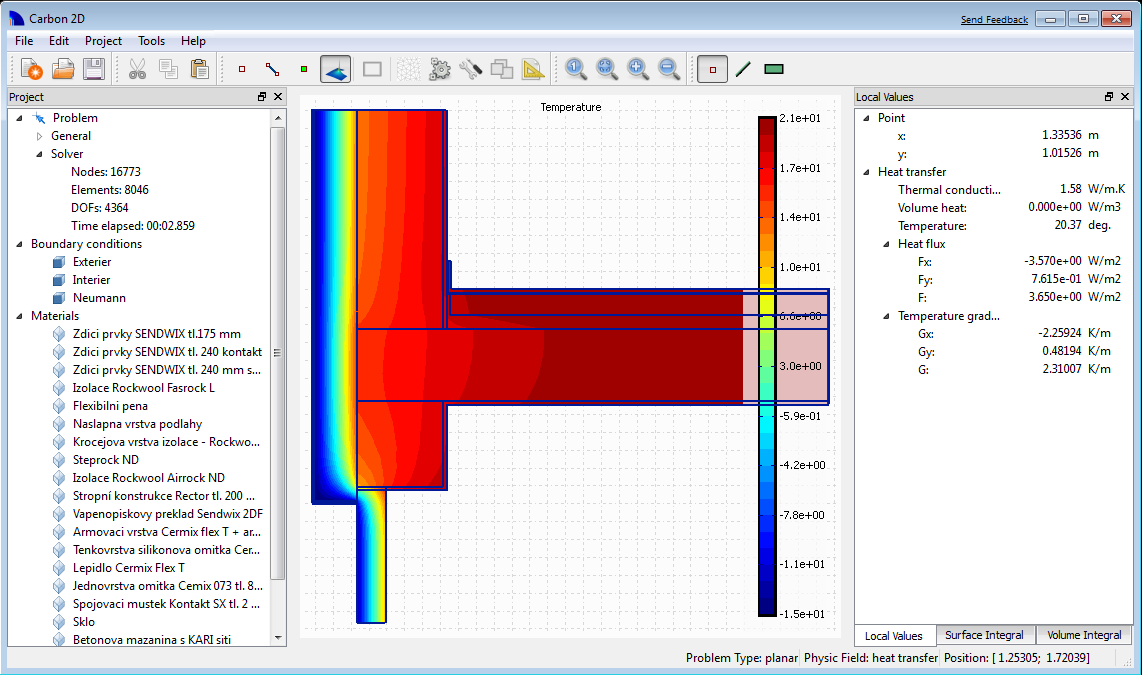 Carbon 2D
Send Feedback
File Edit Project Tools Help
Project
Problem
General
Solver
Nodes: 16773
Elements: 8046
DOFs: 4364
Time elapsed: 00:02.859
Boundary conditions
Exterier
Interier
Neumann
Materials
Zdici prvky SENDWIX tl.175 mm
Zdici prvky SENDWIX tl. 240 kontakt
Zdici prvky SENDWIX tl. 240 mm s...
Izolace Rockwool Fasrock L
Flexibilni pena
Naslapna vrstva podlahy
Krocejova vrstva izolace - Rockwo...
Steprock ND
Izolace Rockwool Airrock ND
Stropní konstrukce Rector tl. 200 ...
Vapenopiskovy preklad Sendwix 2DF
Armovaci vrstva Cermix flex T + ar...
Tenkovrstva silikonova omitka Cer...
Lepidlo Cermix Flex T
Jednovrstva omitka Cemix 073 tl. 8...
Spojovaci mustek Kontakt SX tl. 2 ...
Sklo
Betonova mazanina s KARI siti
Temperature
2.1e+01
1.7e+01
1.4e+01
1.0e+01
6.6e+00
3.0e+00
-5.9e-01
-4.2e+00
-7.8e+00
-1.1e+01
-1.5e+01
Local Values
Point
x: 1.33536 m
y: 1.01526 m
Heat transfer
Thermal conducti... 1.58 W/m.K
Volume heat: 0.000e+00 W/m3
Temperature: 20.37 deg.
Heat flux
Fx: -3.570e+00 W/m2
Fy: 7.615e-01 W/m2
F: 3.650e+00 W/m2
Temperature grad...
Gx: -2.25924 K/m
Gy: 0.48194 K/m
G: 2.31007 K/m
Local Values Surface Integral Volume Integral
Problem Type: planar Physic Field: heat transfer Position: [ 1.25305; 1.72039]